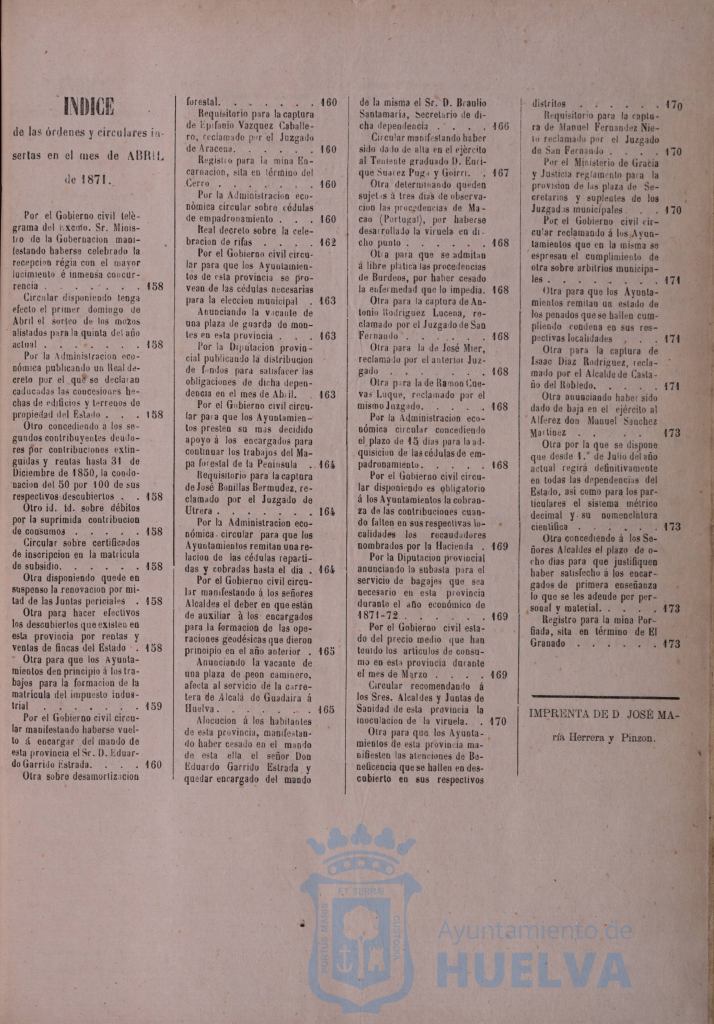 INDICE
de las órdenes y circulares in-
sertas en el mes de ABRIL
de 1871.
Por el Gobierno civil telé-
grama del Excmo. Sr. Minis-
tro de la Gobernacion mani-
festando haberse celebrado la
recepcion régia con el mayor
lucimiento é inmensa concur-
rencia . . . . . . 158
Circular disponiendo tenga
efecto el primer domingo de
Abril el sorteo de los mozos
alistados para la quinta del año
actual . . . . . . 158
Por la Administracion eco-
nómica publicando un Real de-
creto por el que se declaran
caducadas las concesiones he-
chas de edificios y terrenos de
propiedad del Estado . . 158
Otro concediendo a los se-
gundos contribuyentes deudo-
res por contribuciones extin-
guidas y rentas hasta 31 de
Diciembre de 1850, la condo-
nacion del 50 por 100 de sus
respectivos descubiertos . . 158
Otro id. id. sobre débitos
por la suprimida contribucion
de consumos . . . . 158
Circular sobre certificados
de inscripcion en la matricula
de subsidio. . . . . . 158
Otra disponiendo quede en
suspenso la renovacion por mi-
tad de las Juntas periciales . 158
Otra para hacer efectivos
los descubiertos que existen en
esta provincia por rentas y
ventas de fincas del Estado . 158
Otra para que los Ayunta-
mientos den principio á los tra-
bajos para la formacion de la
matrícula del impuesto indus-
trial . . . . . . . 159
Por el Gobierno civil circu-
lar manifestando haberse vuel-
to á encargar del mando de
esta provincia el Sr. D. Eduar-
do Garrido Estrada. . . . 160
Otra sobre desamortizacion
forestal. . . . . . . 160
Requisitorio para la captura
de Epifanio Vazquez Caballe-
ro, reclamado por el Juzgado
de Aracena. . . . . . 160
Registro para la mina En-
carnacion, sita en término del
Cerro . . . . . . . 160
Por la Administracion eco-
nómica circular sobre cédulas
de empadronamiento . . . 160
Real decreto sobre la cele-
bracion de rifas . . . . 162
Por el Gobierno civil circu-
lar para que los Ayuntamien-
tos de esta provincia se pro-
vean de las cédulas necesarias
para la eleccion municipal . 163
Anunciando la vacante de
una plaza de guarda de mon-
tes en esta provincia . . . 163
Por la Diputacion provin-
cial publicando la distribucion
de fondos para satisfacer las
obligaciones de dicha depen-
dencia en el mes de Abril. . 163
Por el Gobierno civil circu-
lar para que los Ayuntamien-
tos presten su mas decidido
apoyo á los encargados para
continuar los trabajos del Ma-
pa forestal de la Peninsula . 164
Requisitorio para la captura
de José Bonillas Bermudez, re-
clamado por el Juzgado de
Utrera . . . . . . . 164
Por la Administracion eco-
nómica circular para que los
Ayuntamientos remitan una re-
lacion de las cédulas reparti-
das y cobradas hasta el dia . 164
Por el Gobierno civil circu-
lar manifestando á los señores
Alcaldes el deber en que están
de auxiliar á los encargados
para la formacion de las ope-
raciones geodésicas que dieron
principio en el año anterior . 165
Anunciando la vacante de
una plaza de peon caminero,
afecta al servicio de la carre-
tera de Alcalá de Guadaira á
Huelva. . . . . . . 165
Alocucion á los habitantes
de esta provincia, manifestan-
do haber cesado en el mando
de esta ella el señor Don
Eduardo Garrido Estrada y
quedar encargado del mando
de la misma el Sr. D. Braulio
Santamaría, Secretario de di-
cha dependencia . . . . 166
Circular manifestando haber
sido dado de alta en el ejército
al Teniente graduado D. Enri-
que Suarez Puga y Goirri. . 167
Otra determinando queden
sujetas á tres dias de observa-
cion las procedencias de Ma-
cao (Portugal), por haberse
desarrollado la viruela en di-
cho punto . . . . . 168
Otra para que se admitan
á libre plática las procedencias
de Burdeos, por haber cesado
la enfermedad que lo impedia. 168
Otra para la captura de An-
tonio Rodriguez Lucena, re-
clamado por el Juzgado de San
Fernando . . . . . . 168
Otra para la de José Mier,
reclamado por el anterior Juz-
gado . . . . . . . 168
Otra para la de Ramon Cue-
vas Luque, reclamado por el
mismo Juzgado. . . . . 168
Por la Administracion eco-
nómica circular concediendo
el plazo de 15 dias para la ad-
quisicion de las cédulas de em-
padronamiento. . . . . 168
Por el Gobierno civil circu-
lar disponiendo es obligatorio
á los Ayuntamientos la cobran-
za de las contribuciones cuan-
do falten en sus respectivas lo-
calidades los recaudadores
nombrados por la Hacienda . 169
Por la Diputacion provincial
anunciando la subasta para el
servicio de bagajes que sea
necesario en esta provincia
durante el año económico de
1871-72 . . . . . . 169
Por el Gobierno civil esta-
do del precio medio que han
tenido los articulos de consu-
mo en esta provincia durante
el mes de Marzo . . . . 169
Circular recomendando á
los Sres. Alcaldes y Juntas de
Sanidad de esta provincia la
inoculacion de la viruela. . 170
Otra para que los Ayunta-
mientos de esta provincia ma-
nifiesten las atenciones de Be-
neficencia que se hallen en des-
cubierto en sus respectivos
distritos . . . . . . 170
Requisitorio para la captu-
ra de Manuel Fernandez Nie-
to reclamado por el Juzgado
de San Fernando . . . . 170
Por el Ministerio de Gracia
y Justicia reglamento para la
provision de las plaza de Se-
cretarios y suplentes de los
Juzgados municipales . . . 170
Por el Gobierno civil cir-
cular reclamando á los Ayun-
tamientos que en la misma se
espresan el cumplimiento de
otra sobre arbitrios municipa-
les . . . . . . . . 171
Otra para que los Ayunta-
mientos remitan un estado de
los penados que se hallen cum-
pliendo condena en sus res-
pectivas localidades . . . 171
Otra para la captura de
Isaac Diaz Rodriguez, recla-
mado por el Alcalde de Casta-
ño del Robledo. . . . . 171
Otra anunciando haber sido
dado de baja en el ejército al
Alferez don Manuel Sanchez
Martinez . . . . . . 173
Otra por la que se dispone
que desde 1.º de Julio del año
actual regirá definitivamente
en todas las dependencias del
Estado, asi como para los par-
ticulares el sistema métrico
decimal y su nomenclatura
cientifica . . . . . . 173
Otra concediendo á los Se-
ñores Alcaldes el plazo de o-
cho dias para que justifiquen
haber satisfecho á los encar-
gados de primera enseñanza
lo que se les adeude por per-
sonal y material. . . . . 173
Registro para la mina Por-
fiada, sita en término de El
Granado . . . . . . 173
IMPRENTA DE D JOSÉ MA-
ría Herrera y Pinzon.
PORTUS MARIS
ET TERRÆ
CUSTODIA
Ayuntamiento de
HUELVA